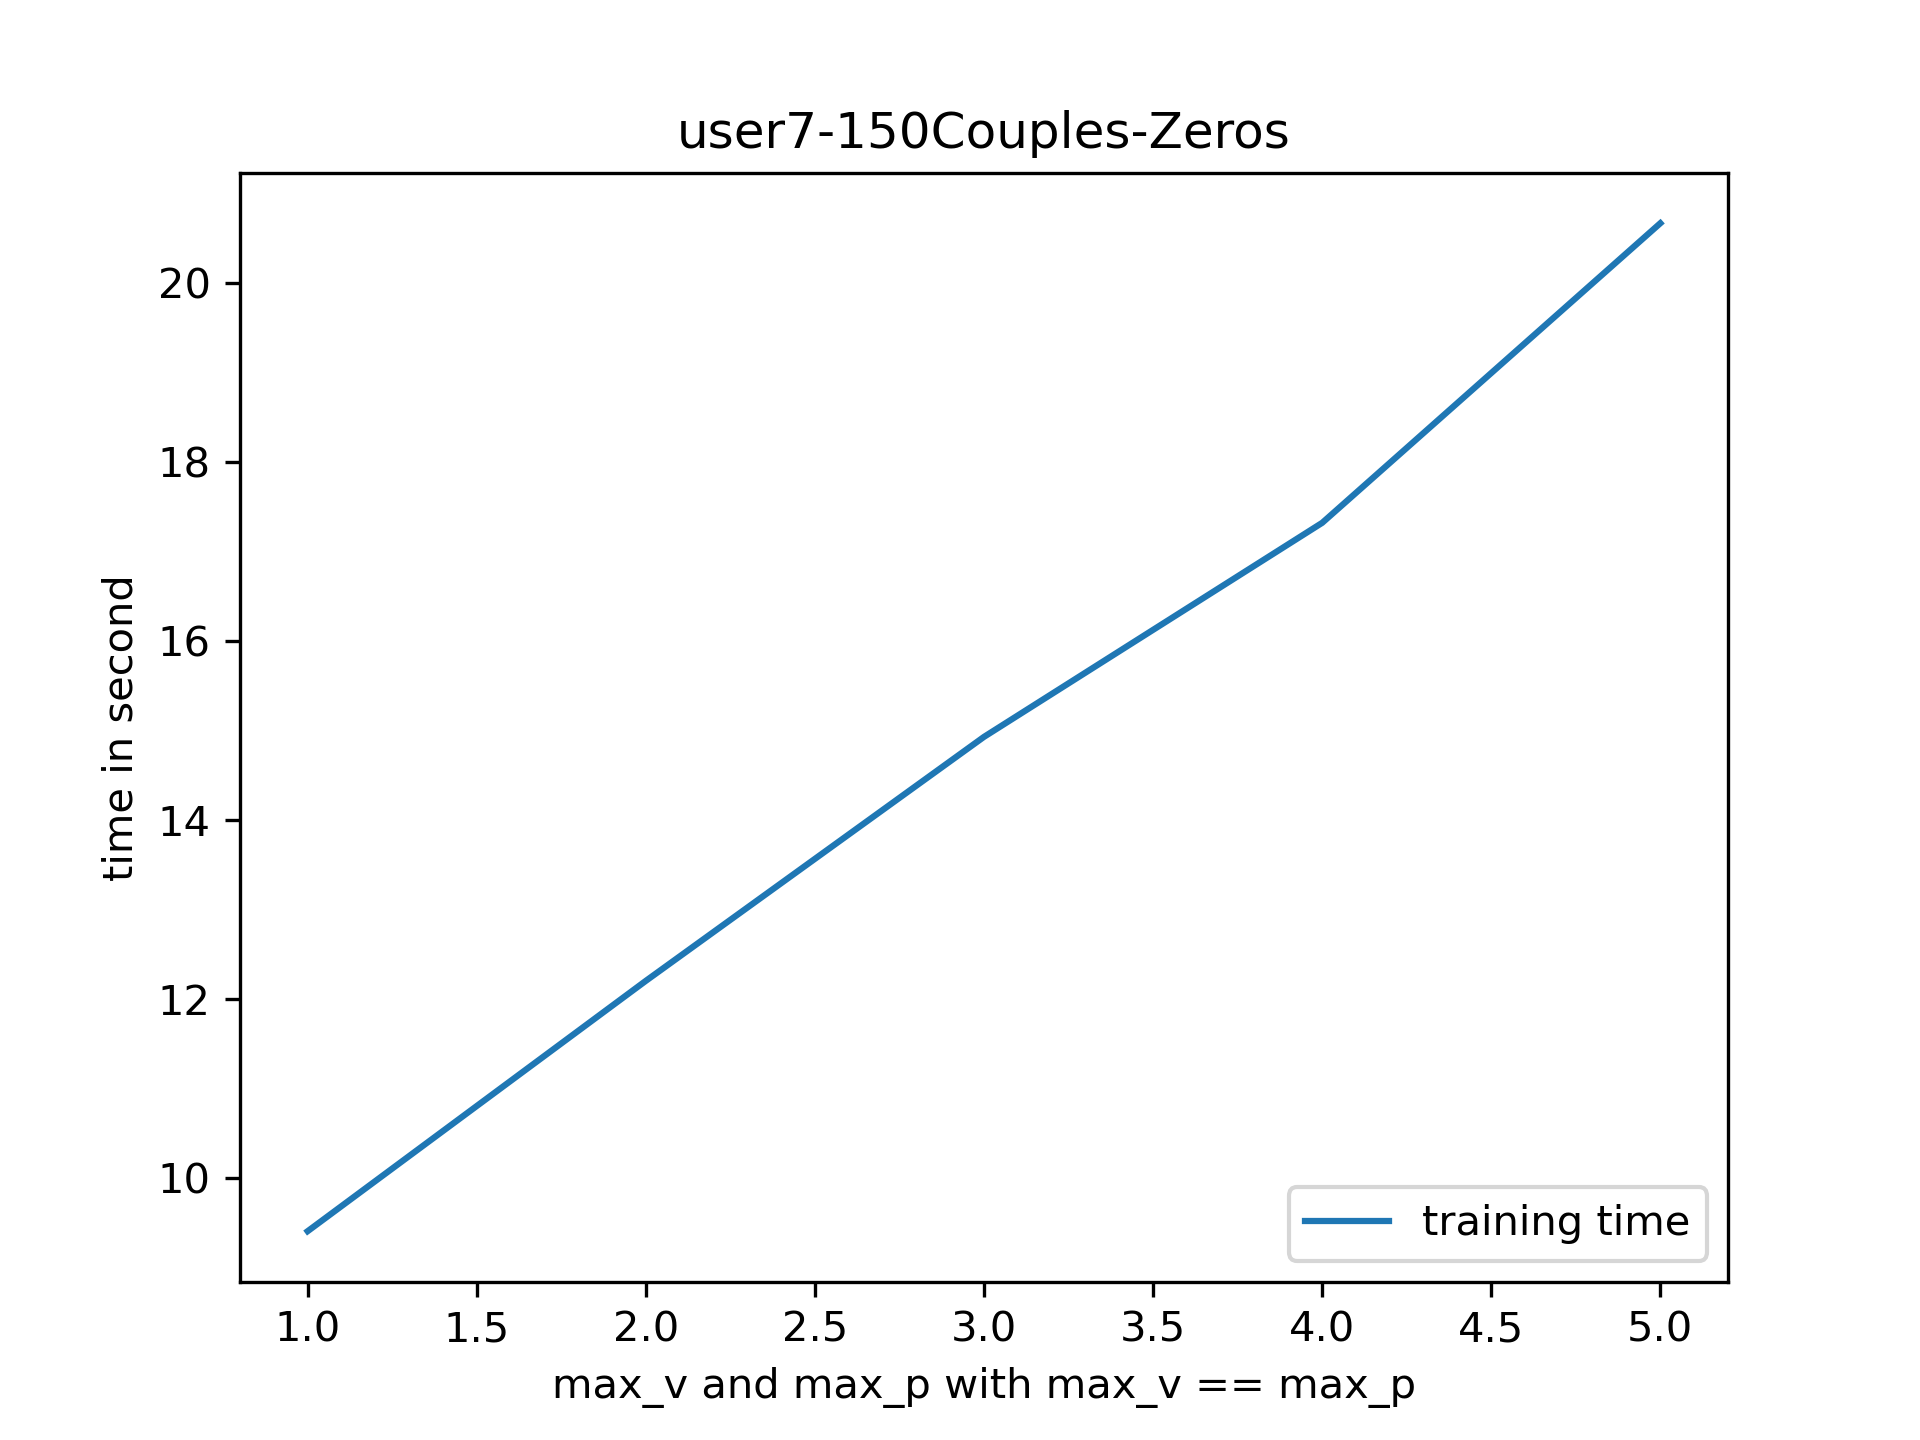 user7-150Couples-Zeros
20
18
16
14
12
10
time in second
training time
1.0 1.5 2.0 2.5 3.0 3.5 4.0 4.5 5.0
max_v and max_p with max_v == max_p